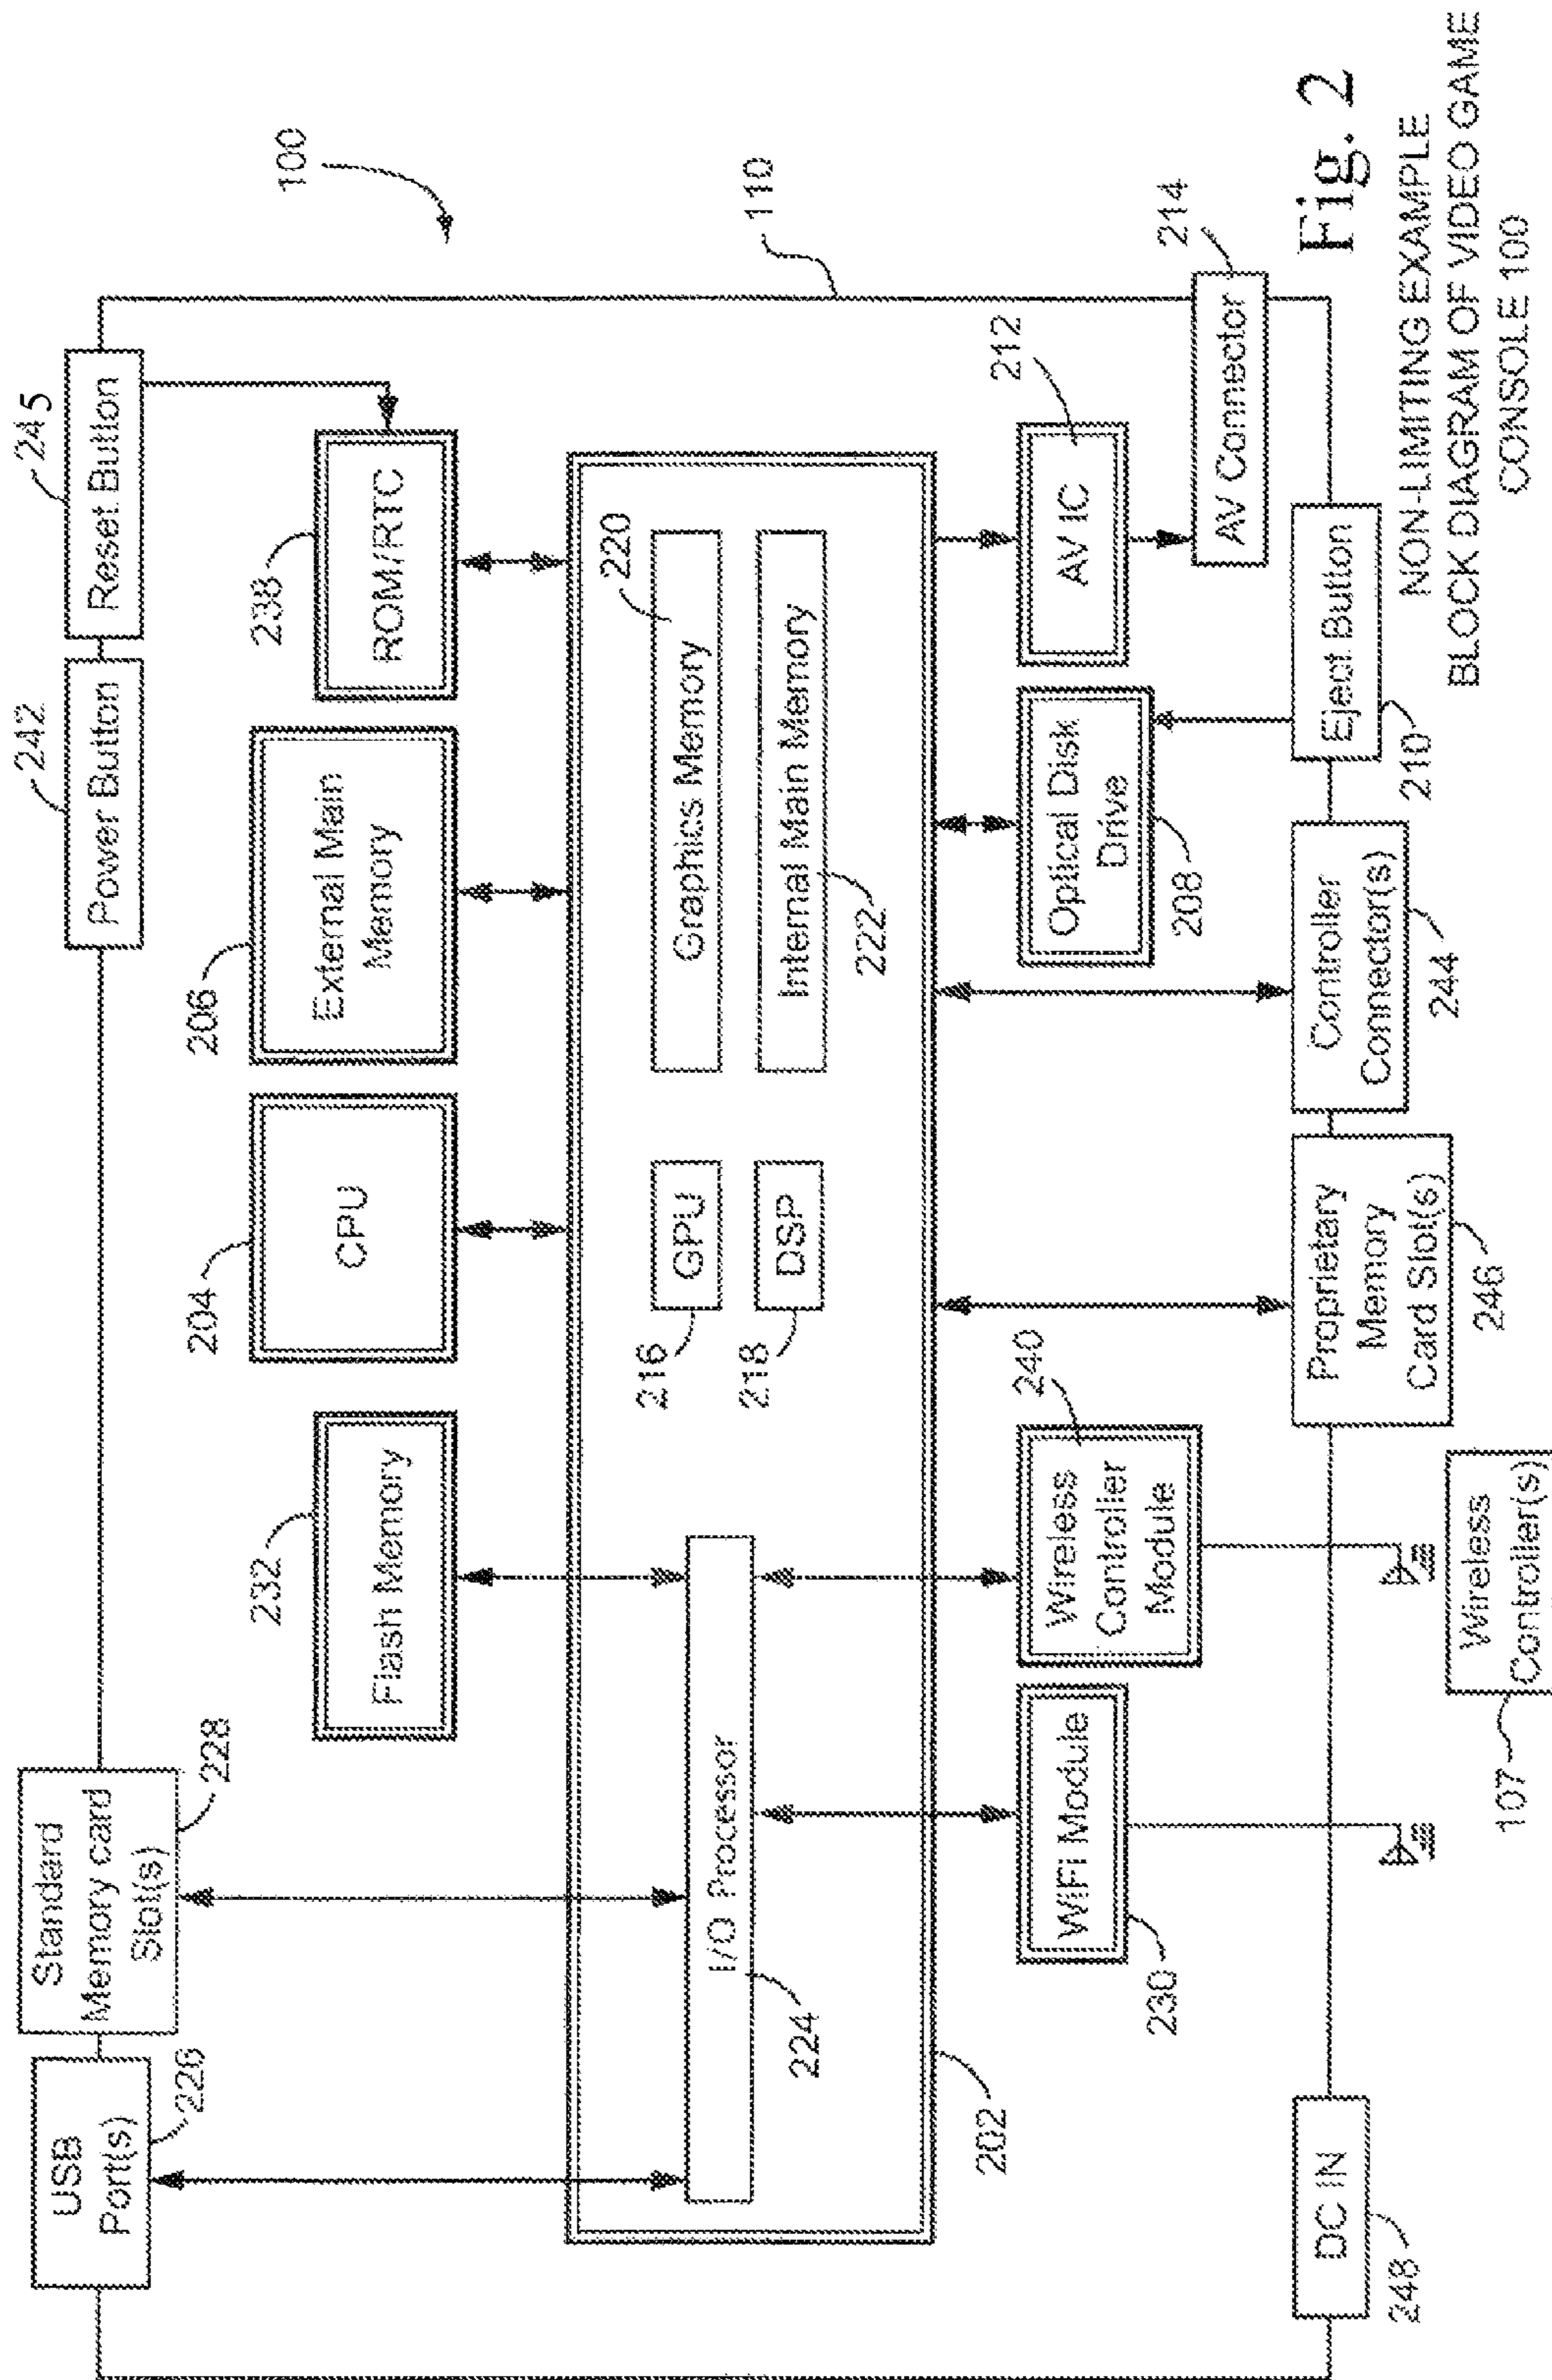 USB
Port(s)
226
Standard
Memory card
Slot(s)
228
242
Power Button
245
Reset Button
100
232
Flash Memory
204
CPU
206
External Main
Memory
238
ROM/RTC
110
I/O Processor
224
202
216
GPU
218
DSP
220
Graphics Memory
Internal Main Memory
222
WiFi Module
230
240
Wireless
Controller
Module
Optical Disk
Drive
208
212
AV IC
214
AV Connector
DC IN
248
Proprietary
Memory
Card Slot(s)
246
Controller
Connector(s)
244
Eject Button
210
107
Wireless
Controller(s)
Fig. 2
NON-LIMITING EXAMPLE
BLOCK DIAGRAM OF VIDEO GAME
CONSOLE 100